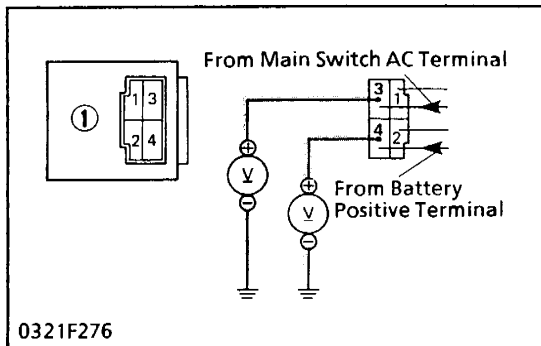 From Main Switch AC Terminal
1 3
2 4
①
3 1
4 2
+
V
−
+
V
−
From Battery
Positive Terminal
0321F276